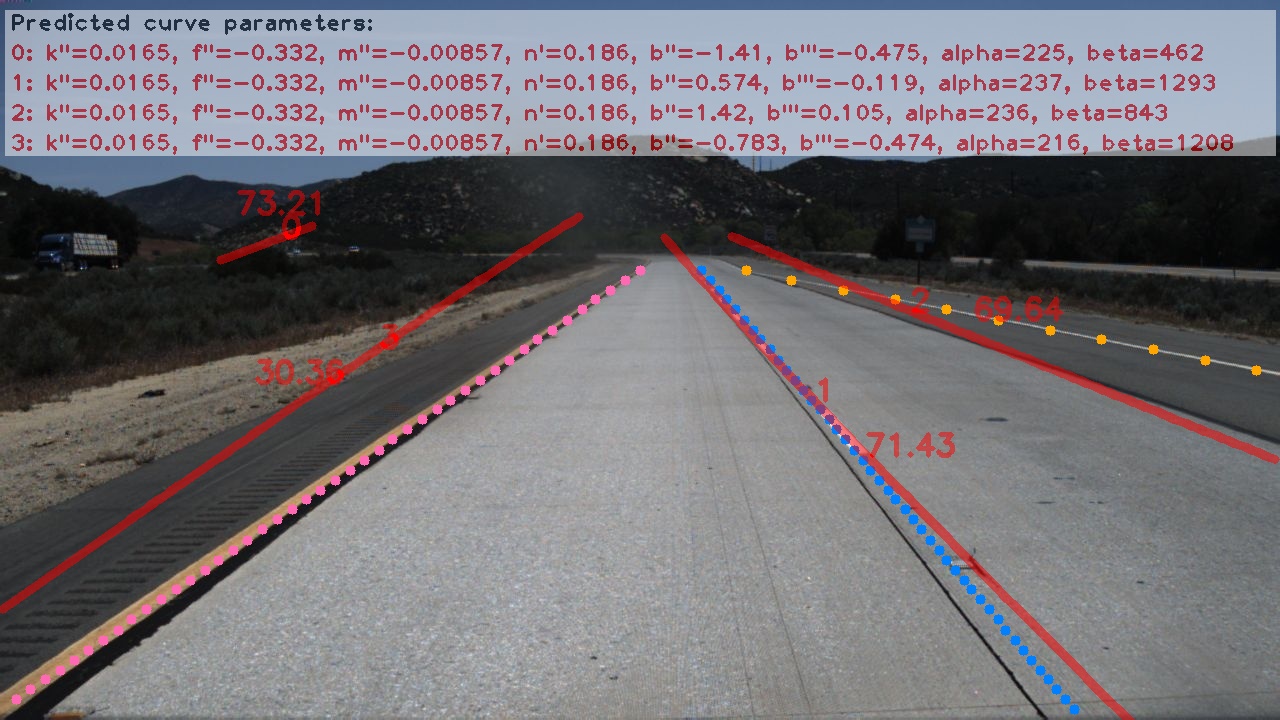 Predicted curve parameters:
0: k''=0.0165, f''=-0.332, m''=-0.00857, n'=0.186, b''=-1.41, b'''=-0.475, alpha=225, beta=462
1: k''=0.0165, f''=-0.332, m''=-0.00857, n'=0.186, b''=0.574, b'''=-0.119, alpha=237, beta=1293
2: k''=0.0165, f''=-0.332, m''=-0.00857, n'=0.186, b''=1.42, b'''=0.105, alpha=236, beta=843
3: k''=0.0165, f''=-0.332, m''=-0.00857, n'=0.186, b''=-0.783, b'''=-0.474, alpha=216, beta=1208
73.21
0
2 69.64
3
30.36
1
71.43